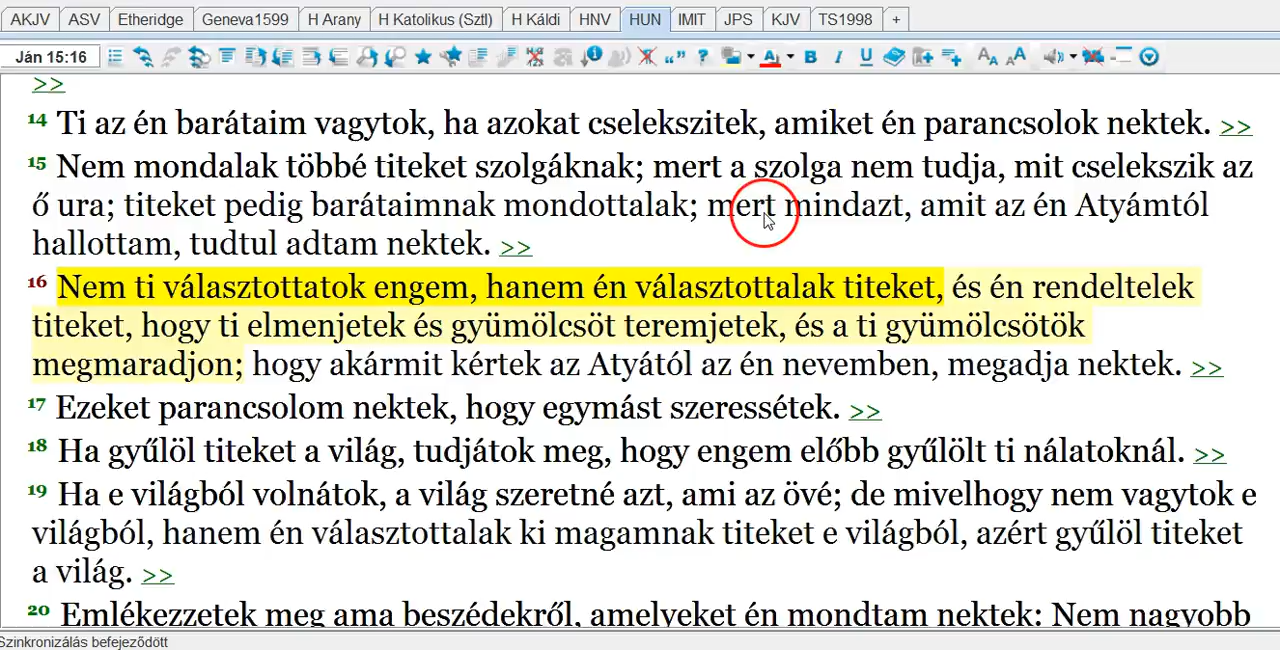 AKJV ASV Etheridge Geneva1599 H Arany H Katolikus (Sztl) H Káldi HNV HUN IMIT JPS KJV TS1998 +
Ján 15:16
>>
14 Ti az én barátaim vagytok, ha azokat cselekszitek, amiket én parancsolok nektek. >>
15 Nem mondalak többé titeket szolgáknak; mert a szolga nem tudja, mit cselekszik az
ő ura; titeket pedig barátaimnak mondottalak; mert mindazt, amit az én Atyámtól
hallottam, tudtul adtam nektek. >>
16 Nem ti választottatok engem, hanem én választottalak titeket, és én rendeltelek
titeket, hogy ti elmenjetek és gyümölcsöt teremjetek, és a ti gyümölcsötök
megmaradjon; hogy akármit kértek az Atyától az én nevemben, megadja nektek. >>
17 Ezeket parancsolom nektek, hogy egymást szeressétek. >>
18 Ha gyűlöl titeket a világ, tudjátok meg, hogy engem előbb gyűlölt ti nálatoknál. >>
19 Ha e világból volnátok, a világ szeretné azt, ami az övé; de mivelhogy nem vagytok e
világból, hanem én választottalak ki magamnak titeket e világból, azért gyűlöl titeket
a világ. >>
20 Emlékezzetek meg ama beszédekről, amelyeket én mondtam nektek: Nem nagyobb
Szinkronizálás befejeződött